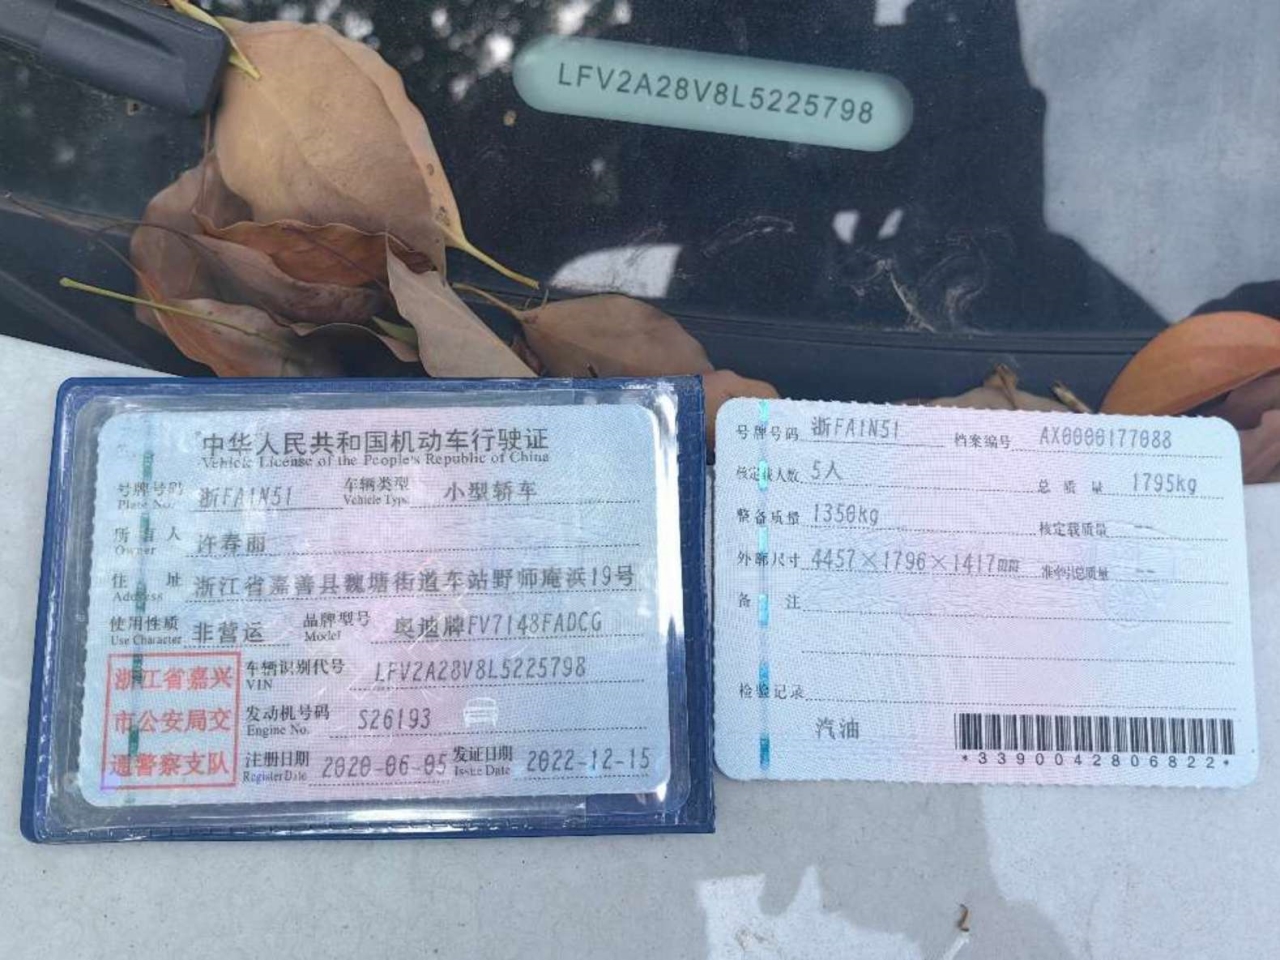 LFV2A28V8L5225798
中华人民共和国机动车行驶证
Vehicle License of the People's Republic of China
号牌号码 Plate No. 浙FA1N51 车辆类型 Vehicle Type 小型轿车
所有人 Owner 许春丽
住址 Address 浙江省嘉善县魏塘街道车站野师庵浜19号
使用性质 Use Character 非营运 品牌型号 Model 奥迪牌FV7148FADCG
浙江省嘉兴
市公安局交
通警察支队
车辆识别代号 VIN LFV2A28V8L5225798
发动机号码 Engine No. S26193
注册日期 Register Date 2020-06-05 发证日期 Issue Date 2022-12-15
号牌号码 浙FA1N51 档案编号 AX0000177088
核定载人数 5人 总质量 1795kg
整备质量 1350kg 核定载质量 --
外廓尺寸 4457×1796×1417mm 准牵引总质量 --
备注
检验记录
汽油
*3390042806822*